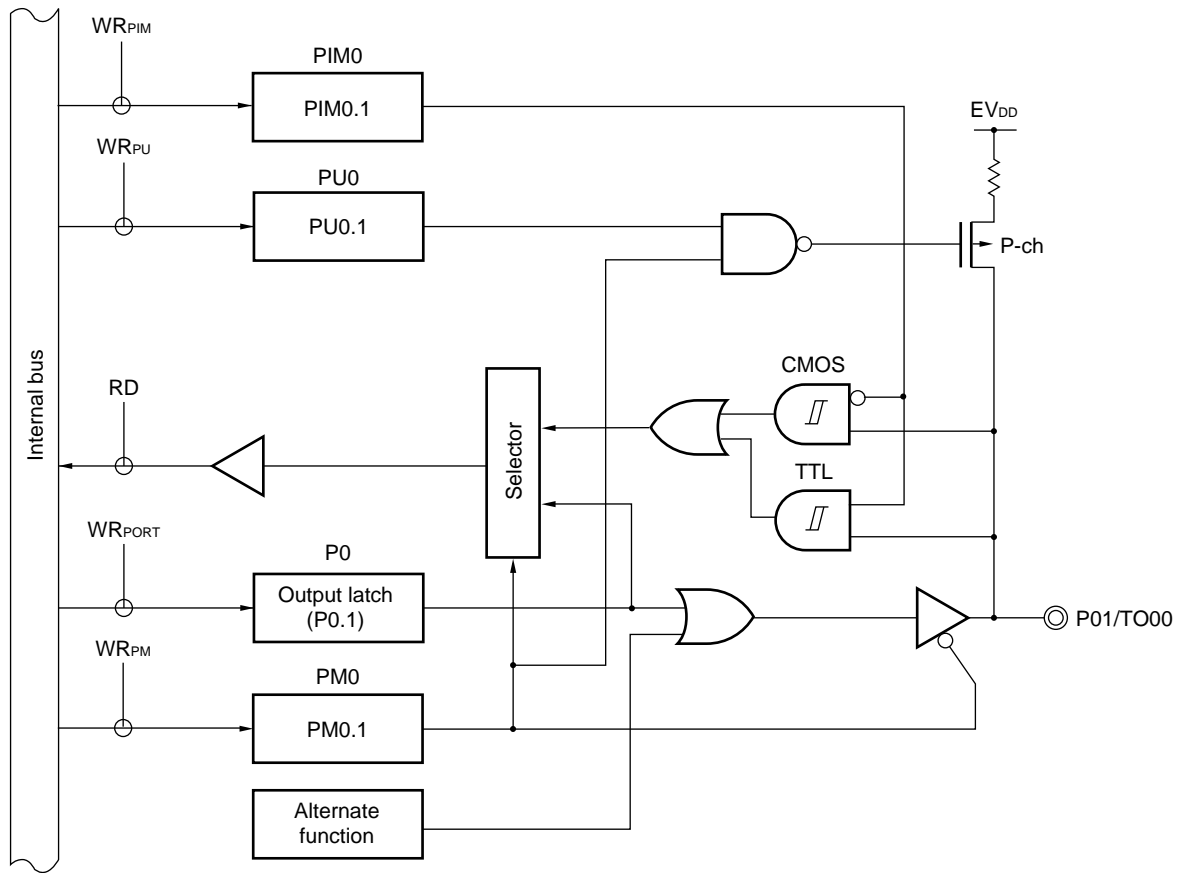 WRPIM
PIM0
PIM0.1
EVDD
WRPU
PU0
PU0.1
P-ch
Internal bus
CMOS
RD
Selector
TTL
WRPORT
P0
Output latch
(P0.1)
P01/TO00
WRPM
PM0
PM0.1
Alternate
function